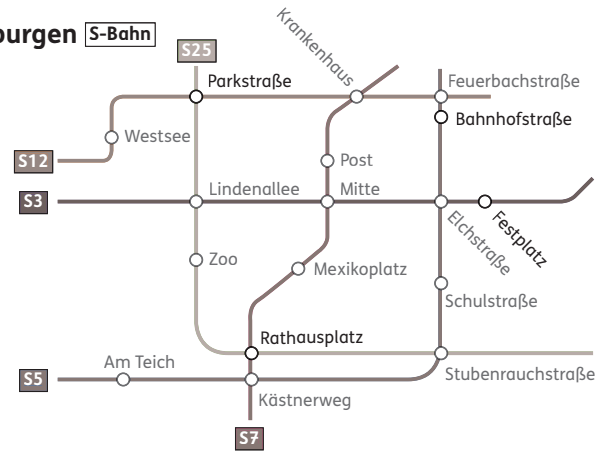 burgen S-Bahn
S25
Krankenhaus
Parkstraße
Feuerbachstraße
Bahnhofstraße
Westsee
S12
Post
S3
Lindenallee
Mitte
Elchstraße
Festplatz
Zoo
Mexikoplatz
Schulstraße
Rathausplatz
Am Teich
S5
Stubenrauchstraße
Kästnerweg
S7